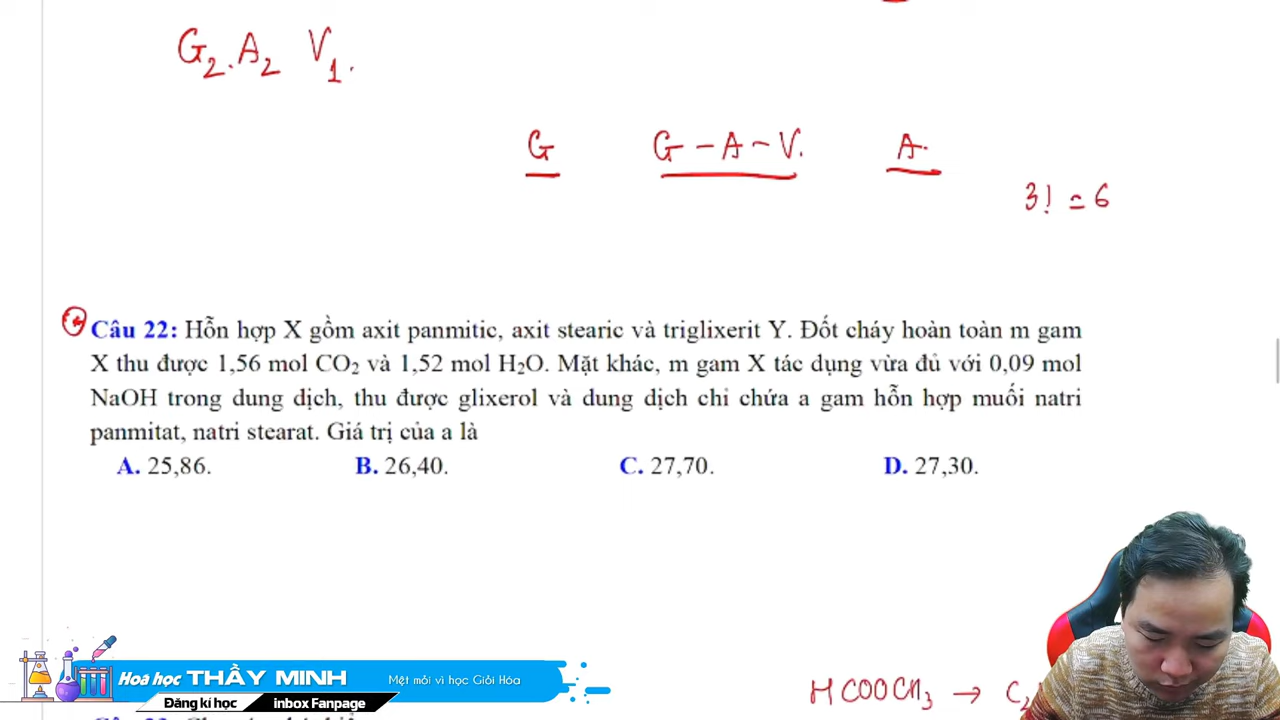 G₂. A₂ V₁.
G G – A – V. A.
3! = 6
Câu 22: Hỗn hợp X gồm axit panmitic, axit stearic và triglixerit Y. Đốt cháy hoàn toàn m gam
X thu được 1,56 mol CO₂ và 1,52 mol H₂O. Mặt khác, m gam X tác dụng vừa đủ với 0,09 mol
NaOH trong dung dịch, thu được glixerol và dung dịch chỉ chứa a gam hỗn hợp muối natri
panmitat, natri stearat. Giá trị của a là
A. 25,86. B. 26,40. C. 27,70. D. 27,30.
Hoá học THẦY MINH Mệt mỏi vì học Giỏi Hóa
Đăng kí học inbox Fanpage
HCOOCH₃ → C₂